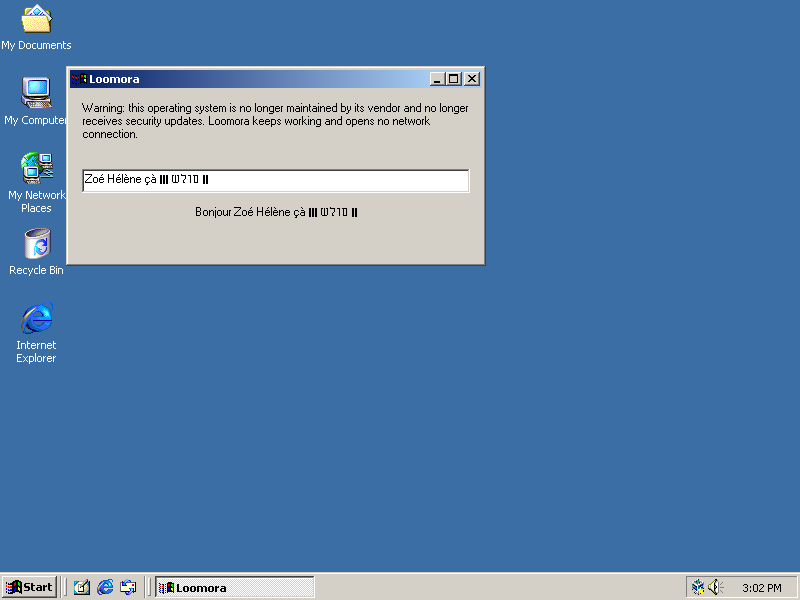 My Documents
My Computer
My Network
Places
Recycle Bin
Internet
Explorer
Loomora
Warning: this operating system is no longer maintained by its vendor and no longer
receives security updates. Loomora keeps working and opens no network
connection.
Zoé Hélène çà שלום
Bonjour Zoé Hélène çà שלום
Start
Loomora
3:02 PM